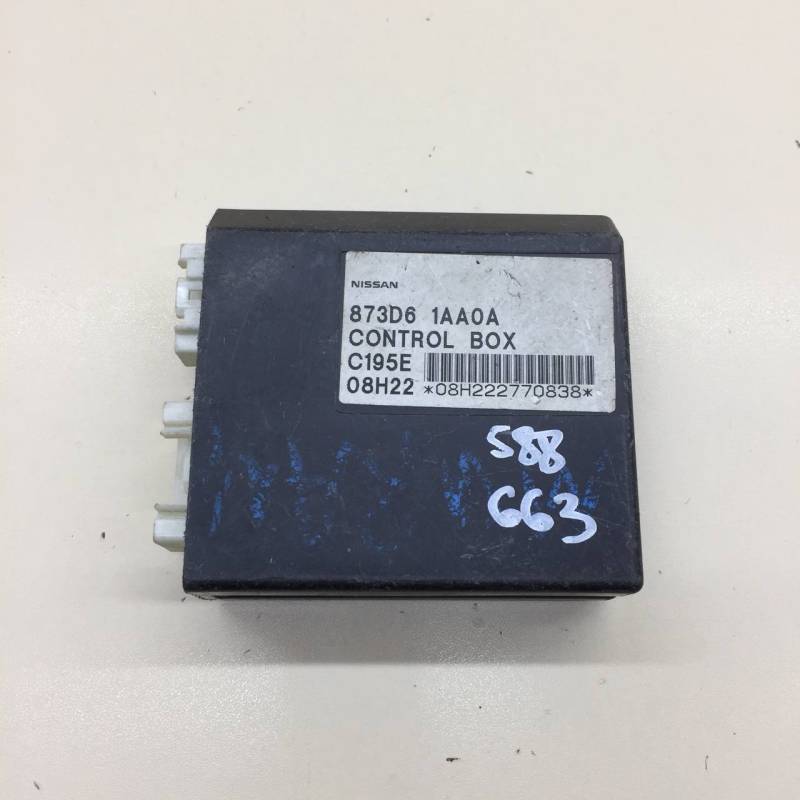 NISSAN
873D6 1AA0A
CONTROL BOX
C195E
08H22 *08H222770838*
588
663